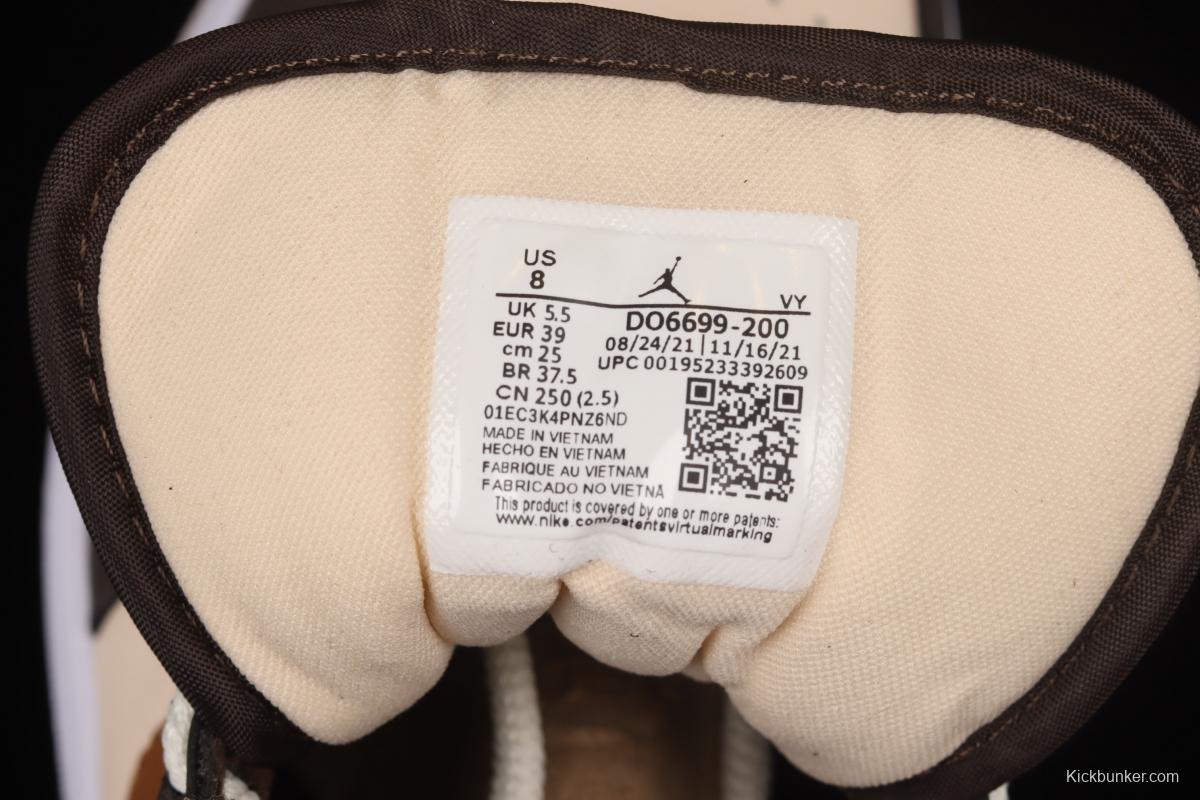 US
8
VY
UK 5.5
EUR 39
cm 25
BR 37.5
CN 250 (2.5)
DO6699-200
08/24/21|11/16/21
UPC 00195233392609
01EC3K4PNZ6ND
MADE IN VIETNAM
HECHO EN VIETNAM
FABRIQUE AU VIETNAM
FABRICADO NO VIETNA
This product is covered by one or more patents:
www.nike.com/patentsvirtualmarking
Kickbunker.com